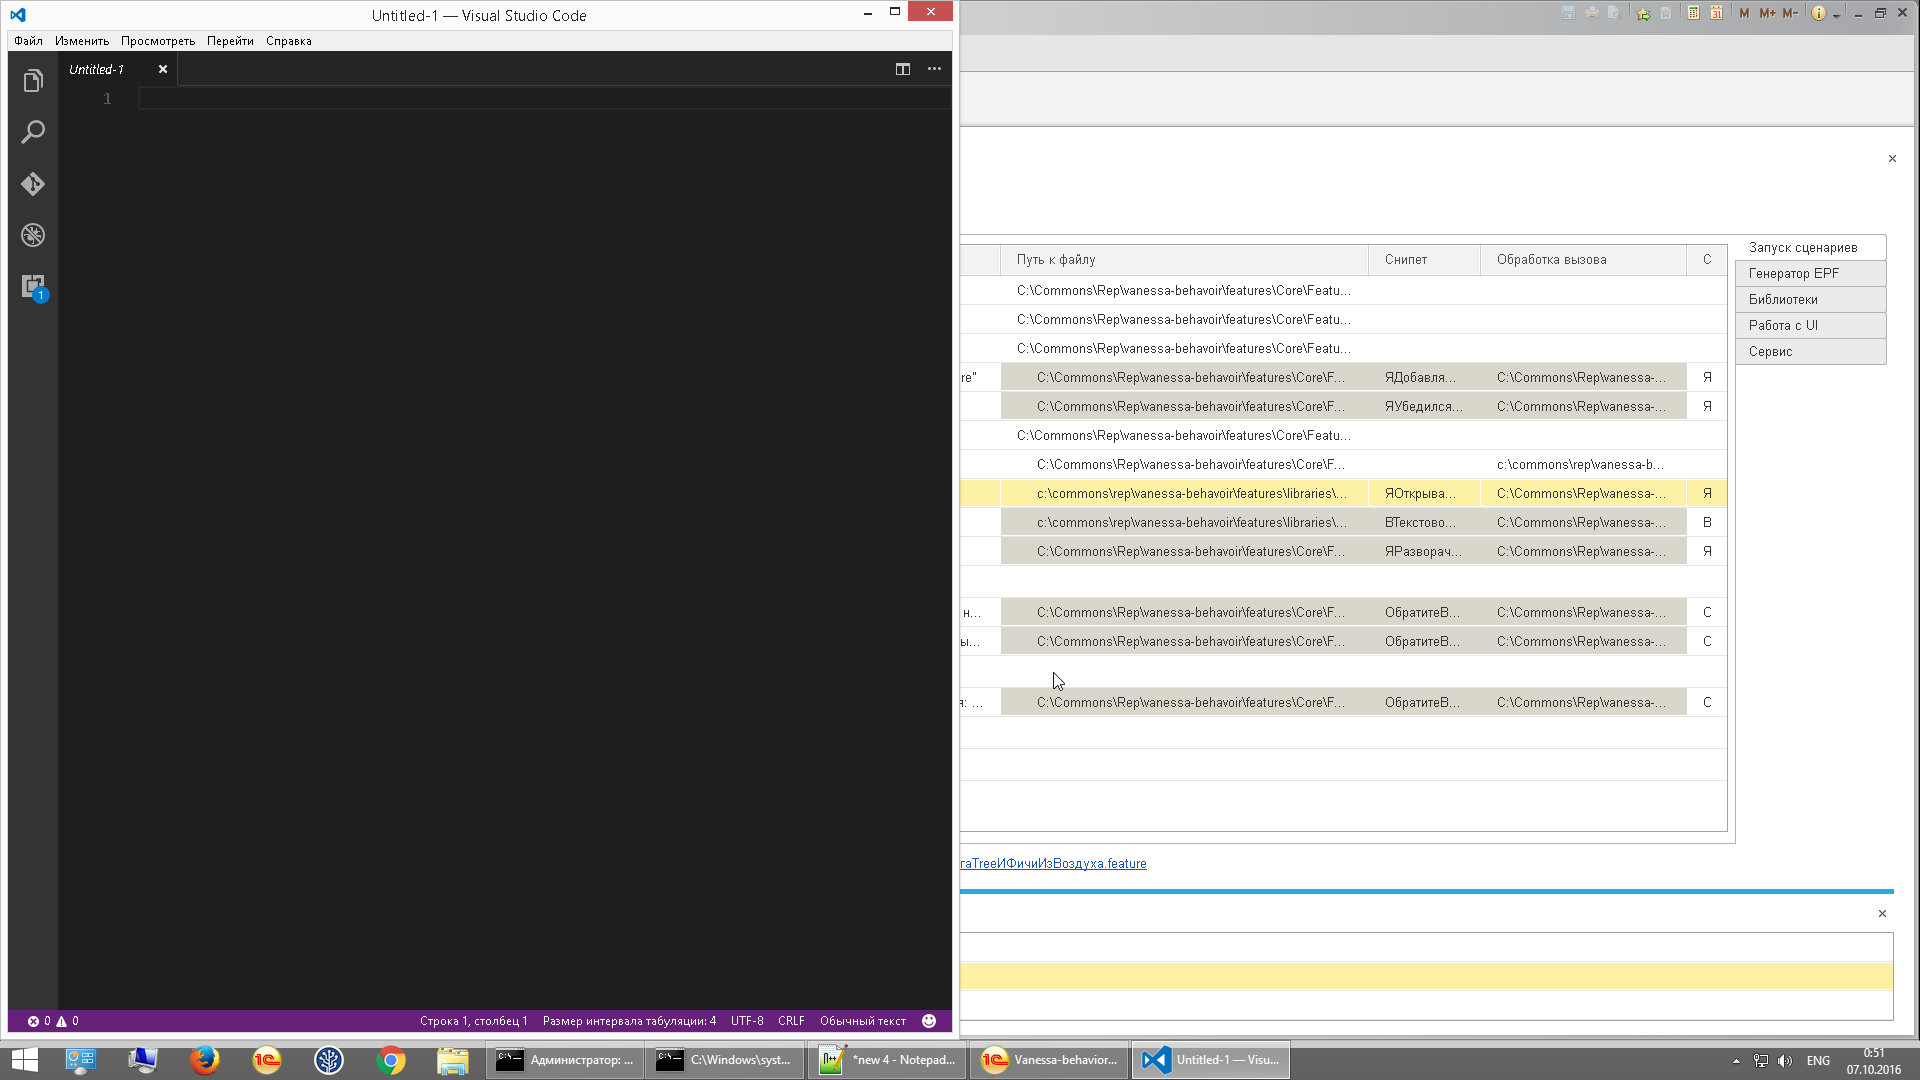 Untitled-1 — Visual Studio Code
Файл Изменить Просмотреть Перейти Справка
Untitled-1
1
1
Строка 1, столбец 1 Размер интервала табуляции: 4 UTF-8 CRLF Обычный текст
0 0
M M+ M-
Путь к файлу Снипет Обработка вызова С
C:\Commons\Rep\vanessa-behavoir\features\Core\Featu...
C:\Commons\Rep\vanessa-behavoir\features\Core\Featu...
C:\Commons\Rep\vanessa-behavoir\features\Core\Featu...
re" C:\Commons\Rep\vanessa-behavoir\features\Core\F... ЯДобавля... C:\Commons\Rep\vanessa-... Я
C:\Commons\Rep\vanessa-behavoir\features\Core\F... ЯУбедился... C:\Commons\Rep\vanessa-... Я
C:\Commons\Rep\vanessa-behavoir\features\Core\Featu...
C:\Commons\Rep\vanessa-behavoir\features\Core\F... c:\commons\rep\vanessa-b...
c:\commons\rep\vanessa-behavoir\features\libraries\... ЯОткрыва... C:\Commons\Rep\vanessa-... Я
c:\commons\rep\vanessa-behavoir\features\libraries\... ВТекстово... C:\Commons\Rep\vanessa-... В
C:\Commons\Rep\vanessa-behavoir\features\Core\F... ЯРазворач... C:\Commons\Rep\vanessa-... Я
н... C:\Commons\Rep\vanessa-behavoir\features\Core\F... ОбратитеВ... C:\Commons\Rep\vanessa-... С
ы... C:\Commons\Rep\vanessa-behavoir\features\Core\F... ОбратитеВ... C:\Commons\Rep\vanessa-... С
я: ... C:\Commons\Rep\vanessa-behavoir\features\Core\F... ОбратитеВ... C:\Commons\Rep\vanessa-... С
Запуск сценариев
Генератор EPF
Библиотеки
Работа с UI
Сервис
гаTreeИФичиИзВоздуха.feature
Администратор: ... C:\Windows\syst... *new 4 - Notepad... Vanessa-behavior... Untitled-1 — Visu... ENG
0:51
07.10.2016